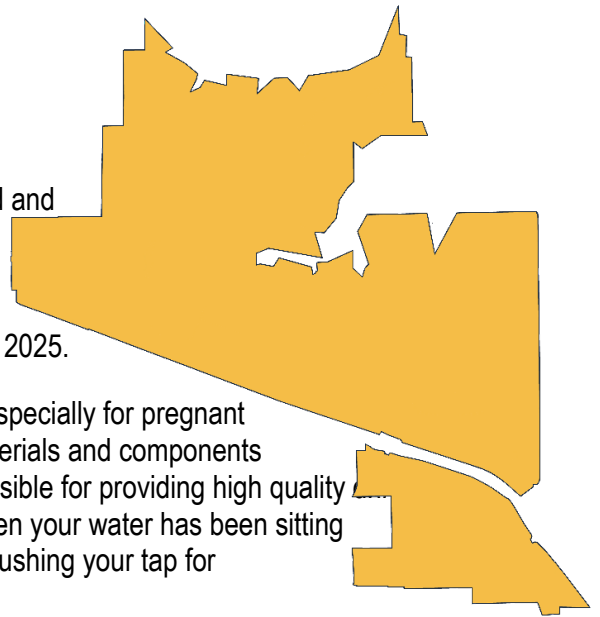 and
2025.
specially for pregnant
erials and components
sible for providing high quality
en your water has been sitting
ushing your tap for